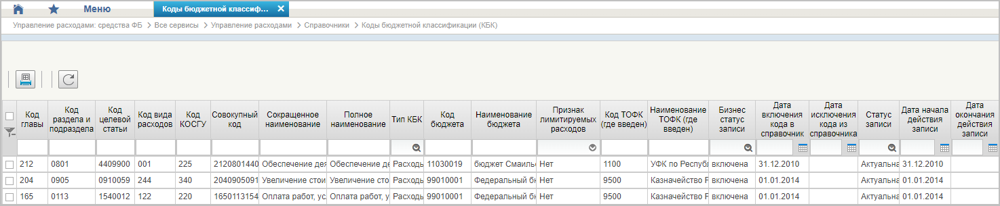 Меню
Коды бюджетной классиф...
Управление расходами: средства ФБ > Все сервисы > Управление расходами > Справочники > Коды бюджетной классификации (КБК)
Код главы Код раздела и подраздела Код целевой статьи Код вида расходов Код КОСГУ Совокупный код Сокращенное наименование Полное наименование Тип КБК Код бюджета Наименование бюджета Признак лимитируемых расходов Код ТОФК (где введен) Наименование ТОФК (где введен) Бизнес статус записи Дата включения кода в справочник Дата исключения кода из справочника Статус записи Дата начала действия записи Дата окончания действия записи
212 0801 4409900 001 225 2120801440 Обеспечение дея Обеспечение де Расходы 11030019 бюджет Смаиль Нет 1100 УФК по Республ включена 31.12.2010 Актуальна 31.12.2010
204 0905 0910059 244 340 2040905091 Увеличение стои Увеличение сто Расходы 99010001 Федеральный бю Нет 9500 Казначейство Р включена 01.01.2014 Актуальна 01.01.2014
165 0113 1540012 122 220 1650113154 Оплата работ, ус. Оплата работ, у Расходы 99010001 Федеральный бю Нет 9500 Казначейство Р включена 01.01.2014 Актуальна 01.01.2014